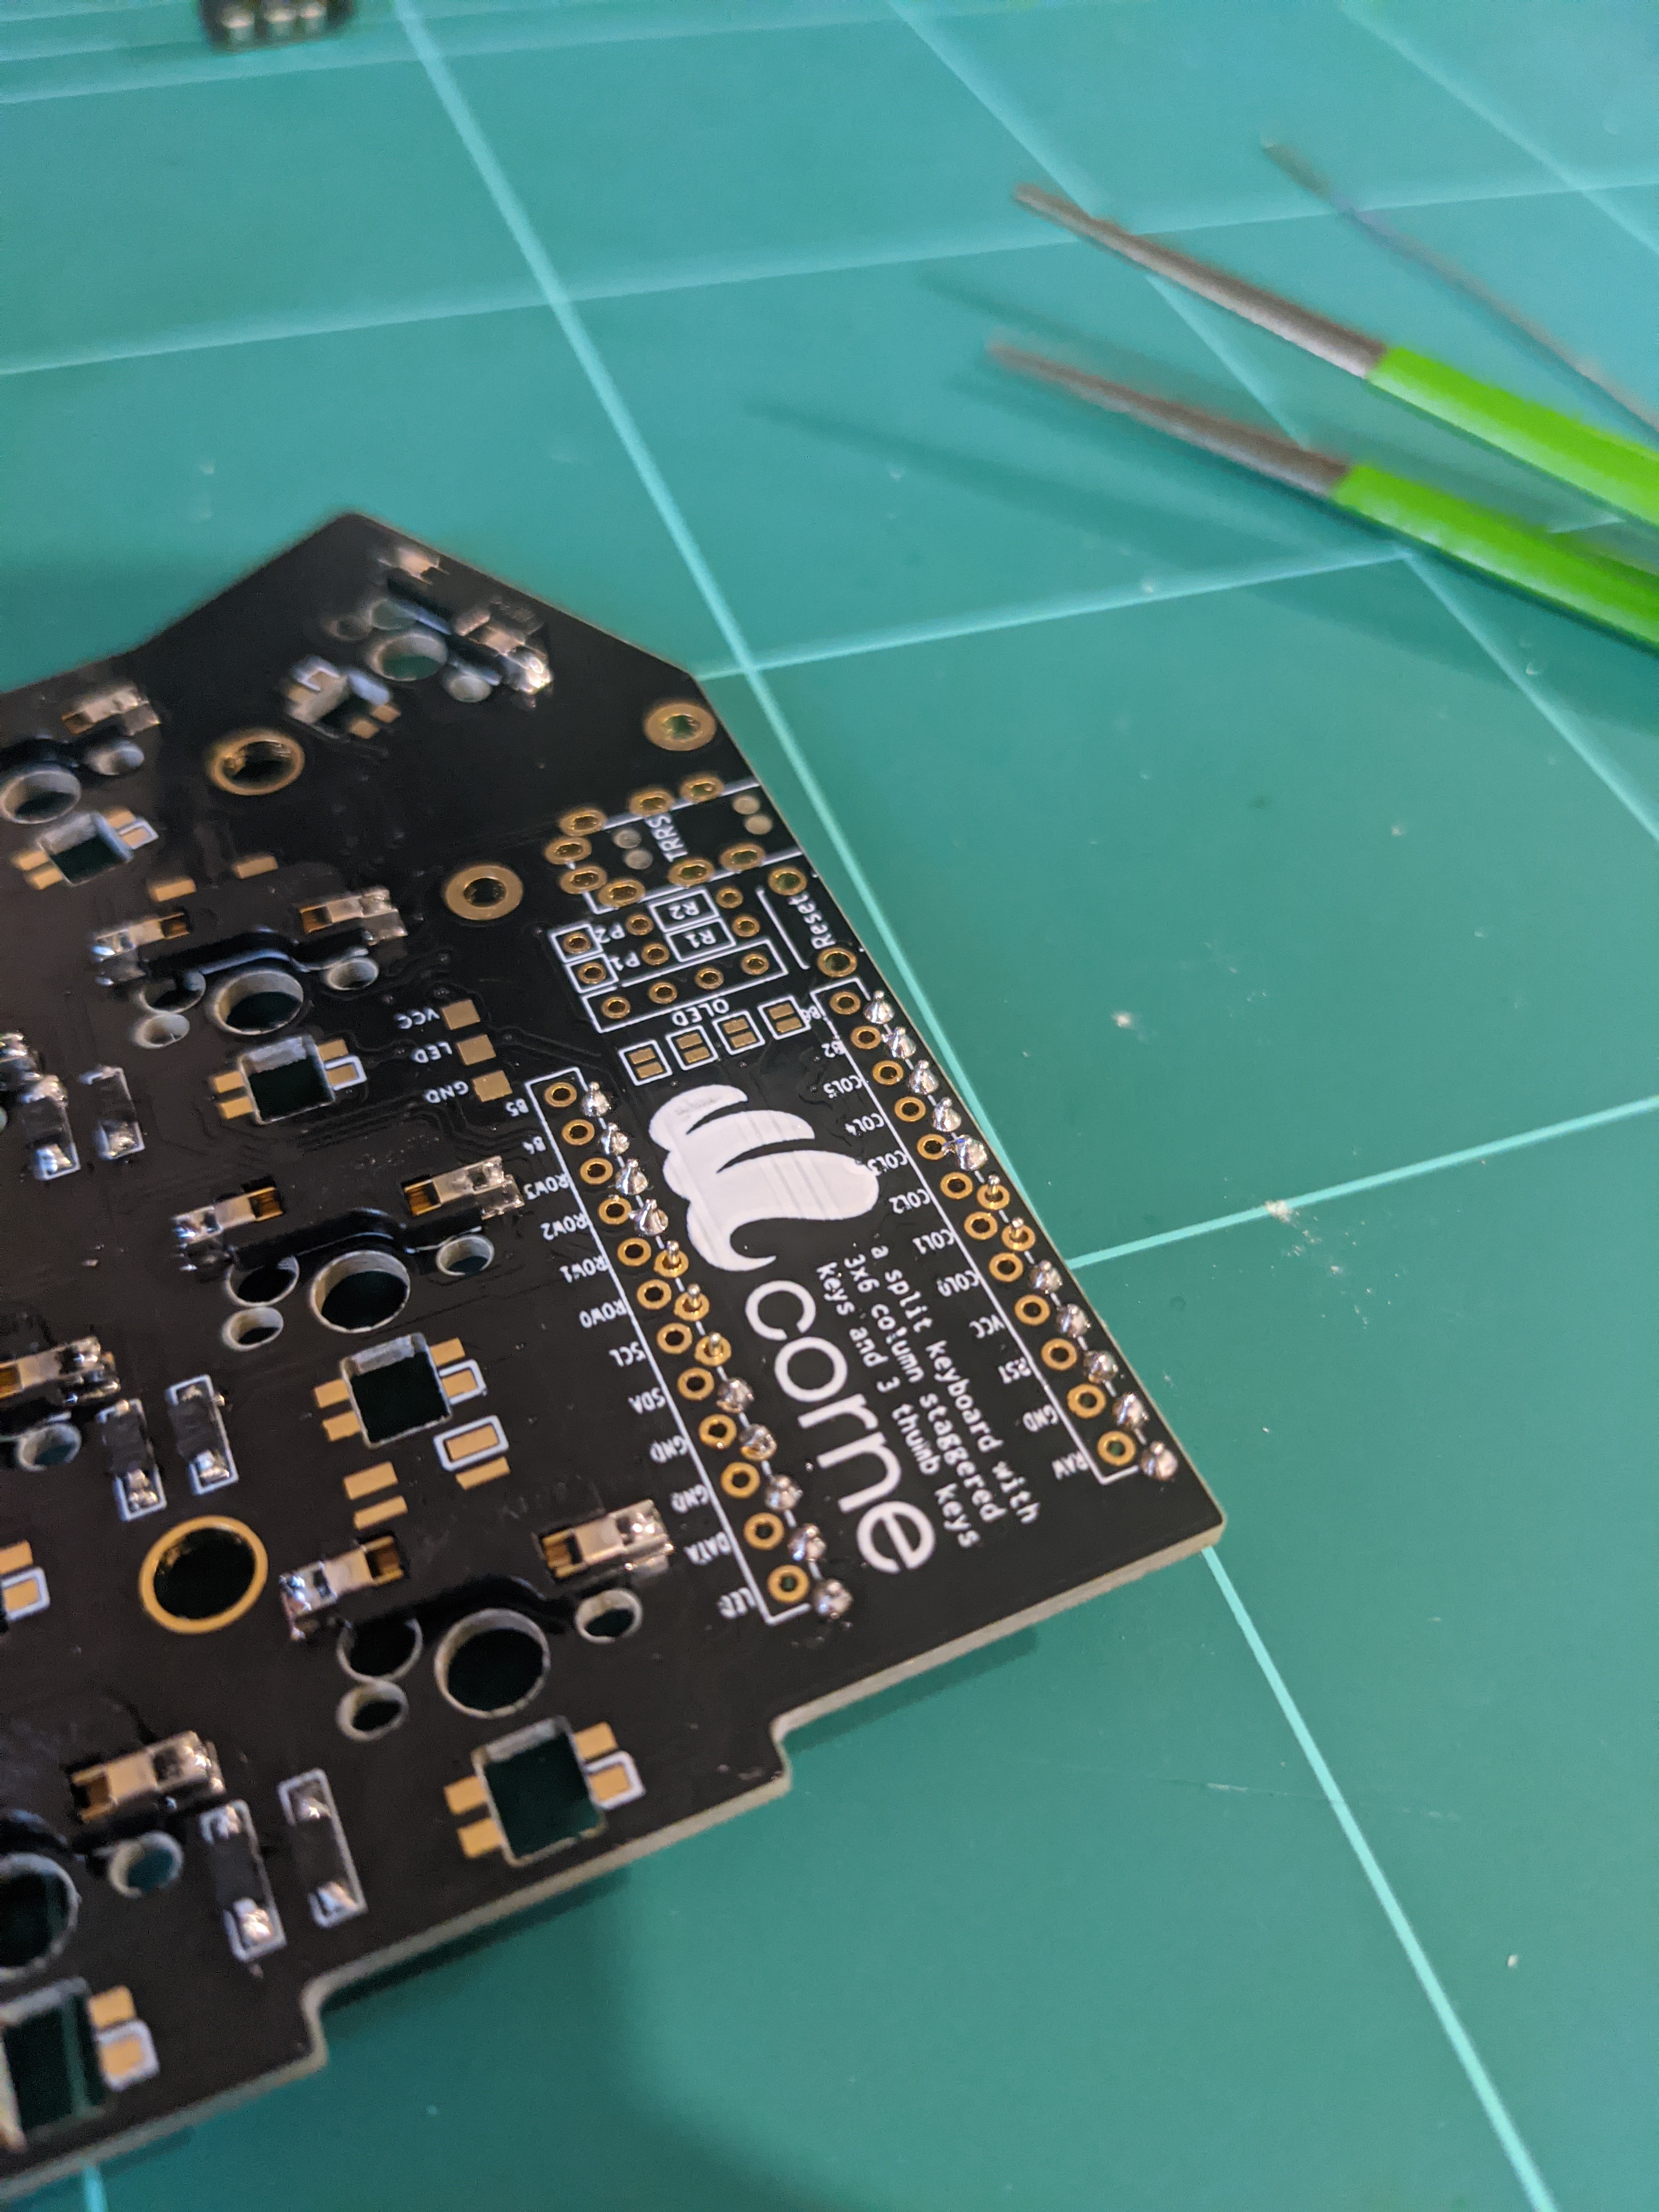 TRRS
Reset
R2
R1
P2
P1
OLED
VCC
LED
GND
B6
B2
COL5
COL4
COL3
COL2
COL1
COL0
VCC
RST
GND
RAW
B5
B4
ROW3
ROW2
ROW1
ROW0
SCL
SDA
GND
GND
DATA
LED
corne
a split keyboard with
3x6 column staggered
keys and 3 thumb keys